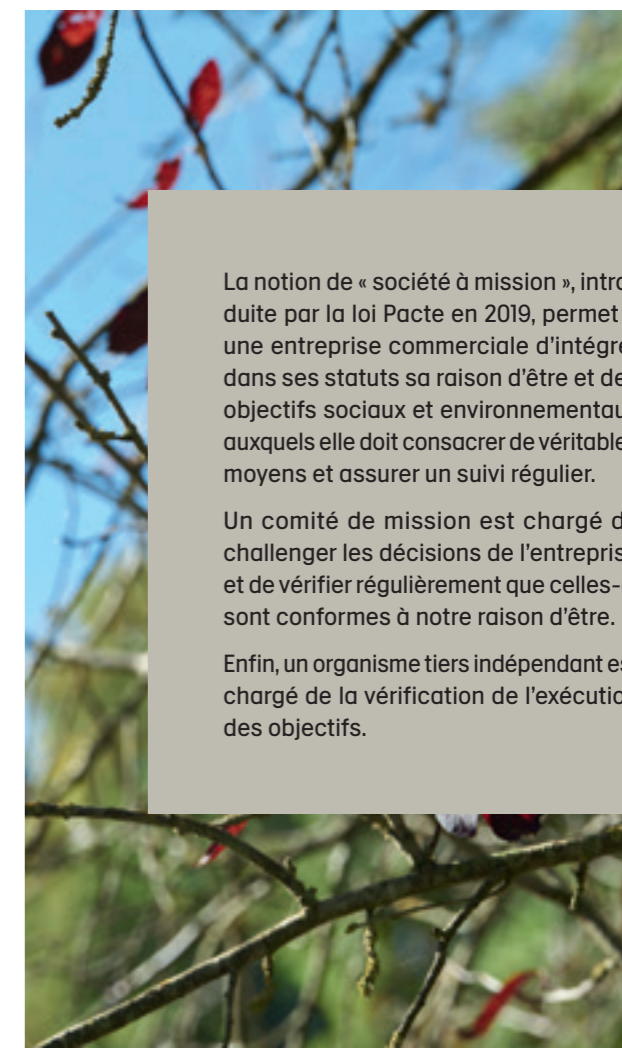 La notion de « société à mission », intro
duite par la loi Pacte en 2019, permet
une entreprise commerciale d’intégre
dans ses statuts sa raison d’être et de
objectifs sociaux et environnementau
auxquels elle doit consacrer de véritable
moyens et assurer un suivi régulier.
Un comité de mission est chargé d
challenger les décisions de l’entrepris
et de vérifier régulièrement que celles-
sont conformes à notre raison d’être.
Enfin, un organisme tiers indépendant es
chargé de la vérification de l’exécutio
des objectifs.